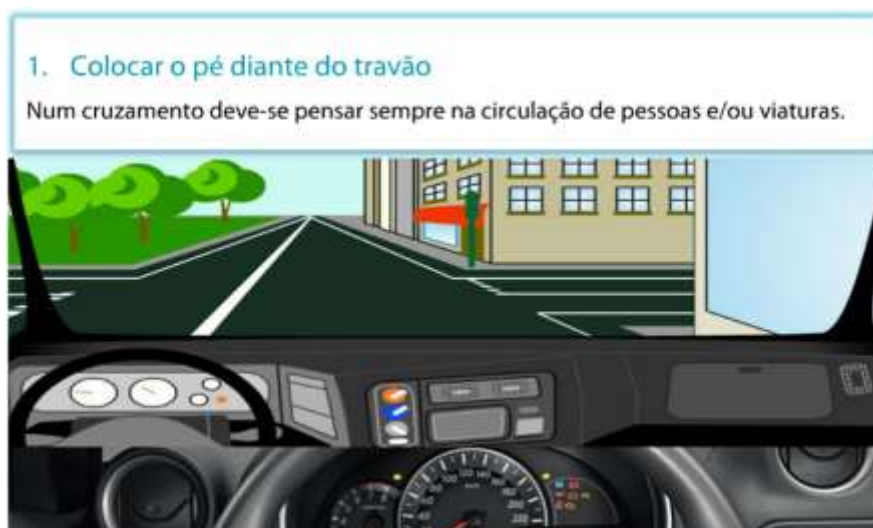 1. Colocar o pé diante do travão
Num cruzamento deve-se pensar sempre na circulação de pessoas e/ou viaturas.